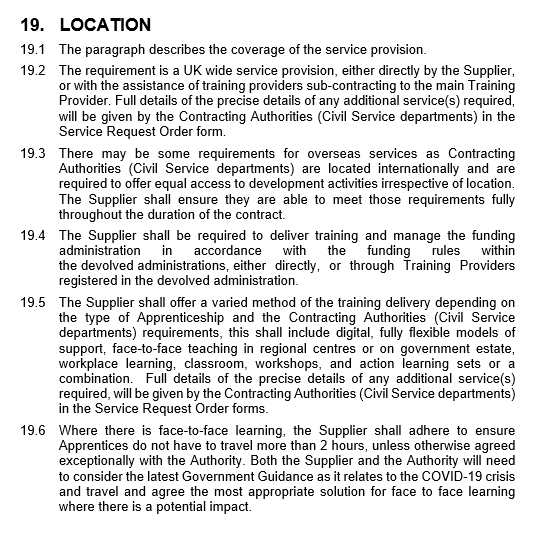 19. LOCATION
19.1 The paragraph describes the coverage of the service provision.
19.2 The requirement is a UK wide service provision, either directly by the Supplier,
or with the assistance of training providers sub-contracting to the main Training
Provider. Full details of the precise details of any additional service(s) required,
will be given by the Contracting Authorities (Civil Service departments) in the
Service Request Order form.
19.3 There may be some requirements for overseas services as Contracting
Authorities (Civil Service departments) are located internationally and are
required to offer equal access to development activities irrespective of location.
The Supplier shall ensure they are able to meet those requirements fully
throughout the duration of the contract.
19.4 The Supplier shall be required to deliver training and manage the funding
administration in accordance with the funding rules within
the devolved administrations, either directly, or through Training Providers
registered in the devolved administration.
19.5 The Supplier shall offer a varied method of the training delivery depending on
the type of Apprenticeship and the Contracting Authorities (Civil Service
departments) requirements, this shall include digital, fully flexible models of
support, face-to-face teaching in regional centres or on government estate,
workplace learning, classroom, workshops, and action learning sets or a
combination. Full details of the precise details of any additional service(s)
required, will be given by the Contracting Authorities (Civil Service departments)
in the Service Request Order forms.
19.6 Where there is face-to-face learning, the Supplier shall adhere to ensure
Apprentices do not have to travel more than 2 hours, unless otherwise agreed
exceptionally with the Authority. Both the Supplier and the Authority will need
to consider the latest Government Guidance as it relates to the COVID-19 crisis
and travel and agree the most appropriate solution for face to face learning
where there is a potential impact.